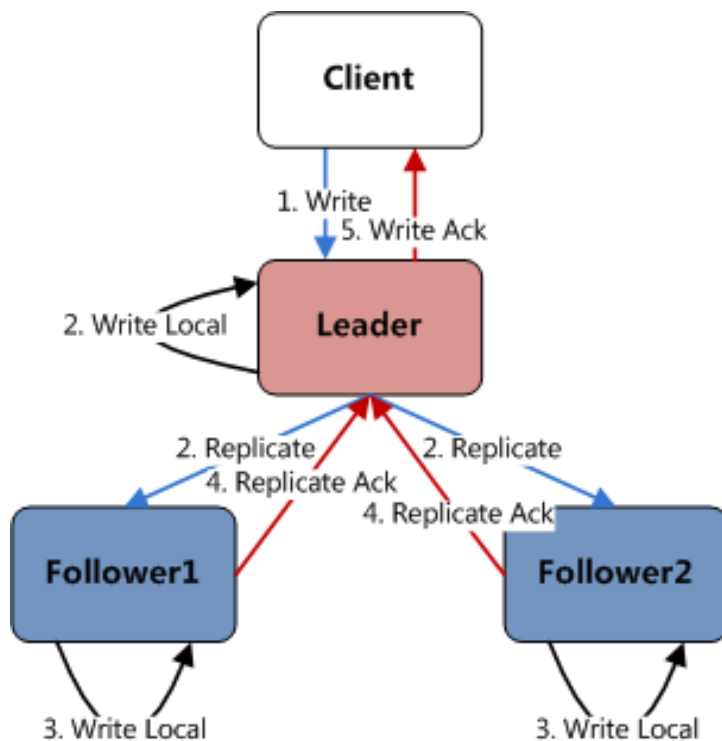 Client
1. Write
5. Write Ack
Leader
2. Write Local
2. Replicate
2. Replicate
4. Replicate Ack
4. Replicate Ack
Follower1
Follower2
3. Write Local
3. Write Local